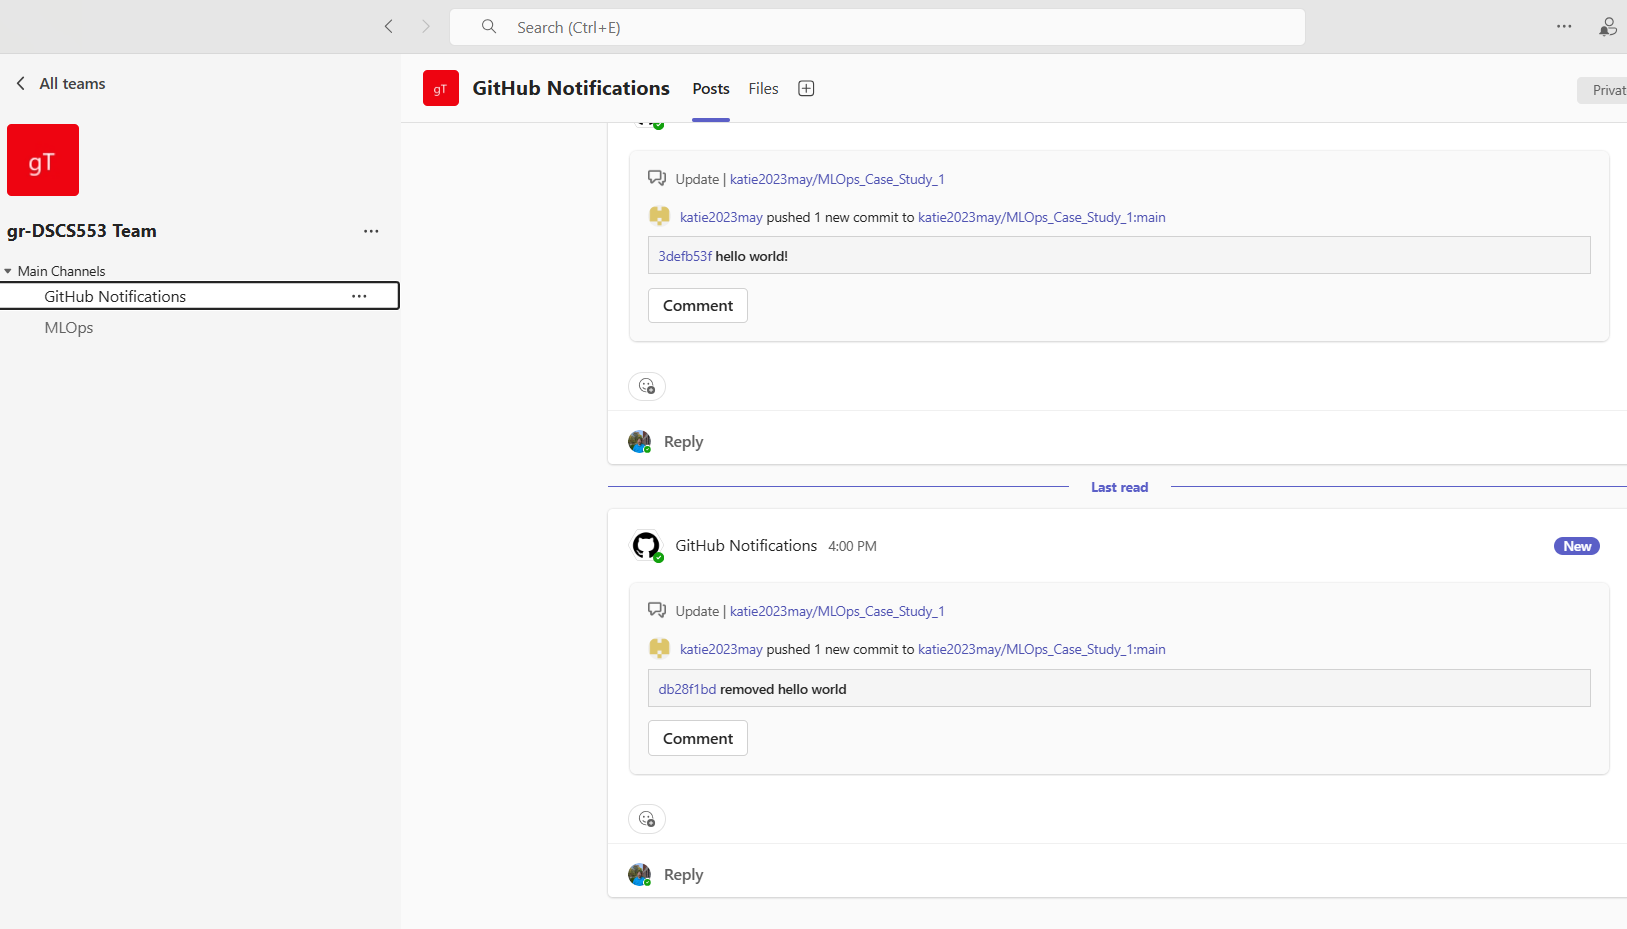 Search (Ctrl+E)
All teams
gT
gr-DSCS553 Team
Main Channels
GitHub Notifications
MLOps
gT
GitHub Notifications
Posts
Files
Privat
Update | katie2023may/MLOps_Case_Study_1
katie2023may pushed 1 new commit to katie2023may/MLOps_Case_Study_1:main
3defb53f hello world!
Comment
Reply
Last read
GitHub Notifications 4:00 PM
New
Update | katie2023may/MLOps_Case_Study_1
katie2023may pushed 1 new commit to katie2023may/MLOps_Case_Study_1:main
db28f1bd removed hello world
Comment
Reply